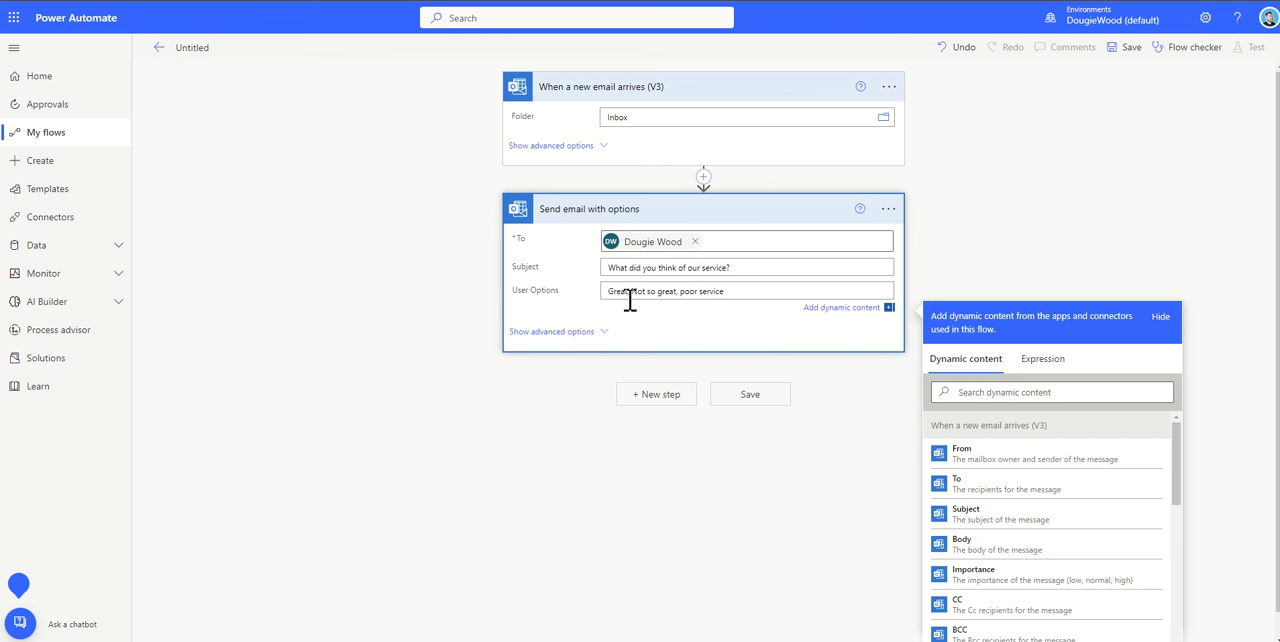 Power Automate
Search
Environments
DougieWood (default)
?
Untitled
Undo
Redo
Comments
Save
Flow checker
Test
Home
Approvals
My flows
Create
Templates
Connectors
Data
Monitor
AI Builder
Process advisor
Solutions
Learn
Ask a chatbot
When a new email arrives (V3)
Folder
Inbox
Show advanced options
Send email with options
*To
DW Dougie Wood
Subject
What did you think of our service?
User Options
so great, poor service
Add dynamic content
Show advanced options
+ New step
Save
Add dynamic content from the apps and connectors
used in this flow.
Hide
Dynamic content
Expression
Search dynamic content
When a new email arrives (V3)
From
The mailbox owner and sender of the message
To
The recipients for the message
Subject
The subject of the message
Body
The body of the message
Importance
The importance of the message (low, normal, high)
CC
The Cc recipients for the message
BCC
The Bcc recipients for the message